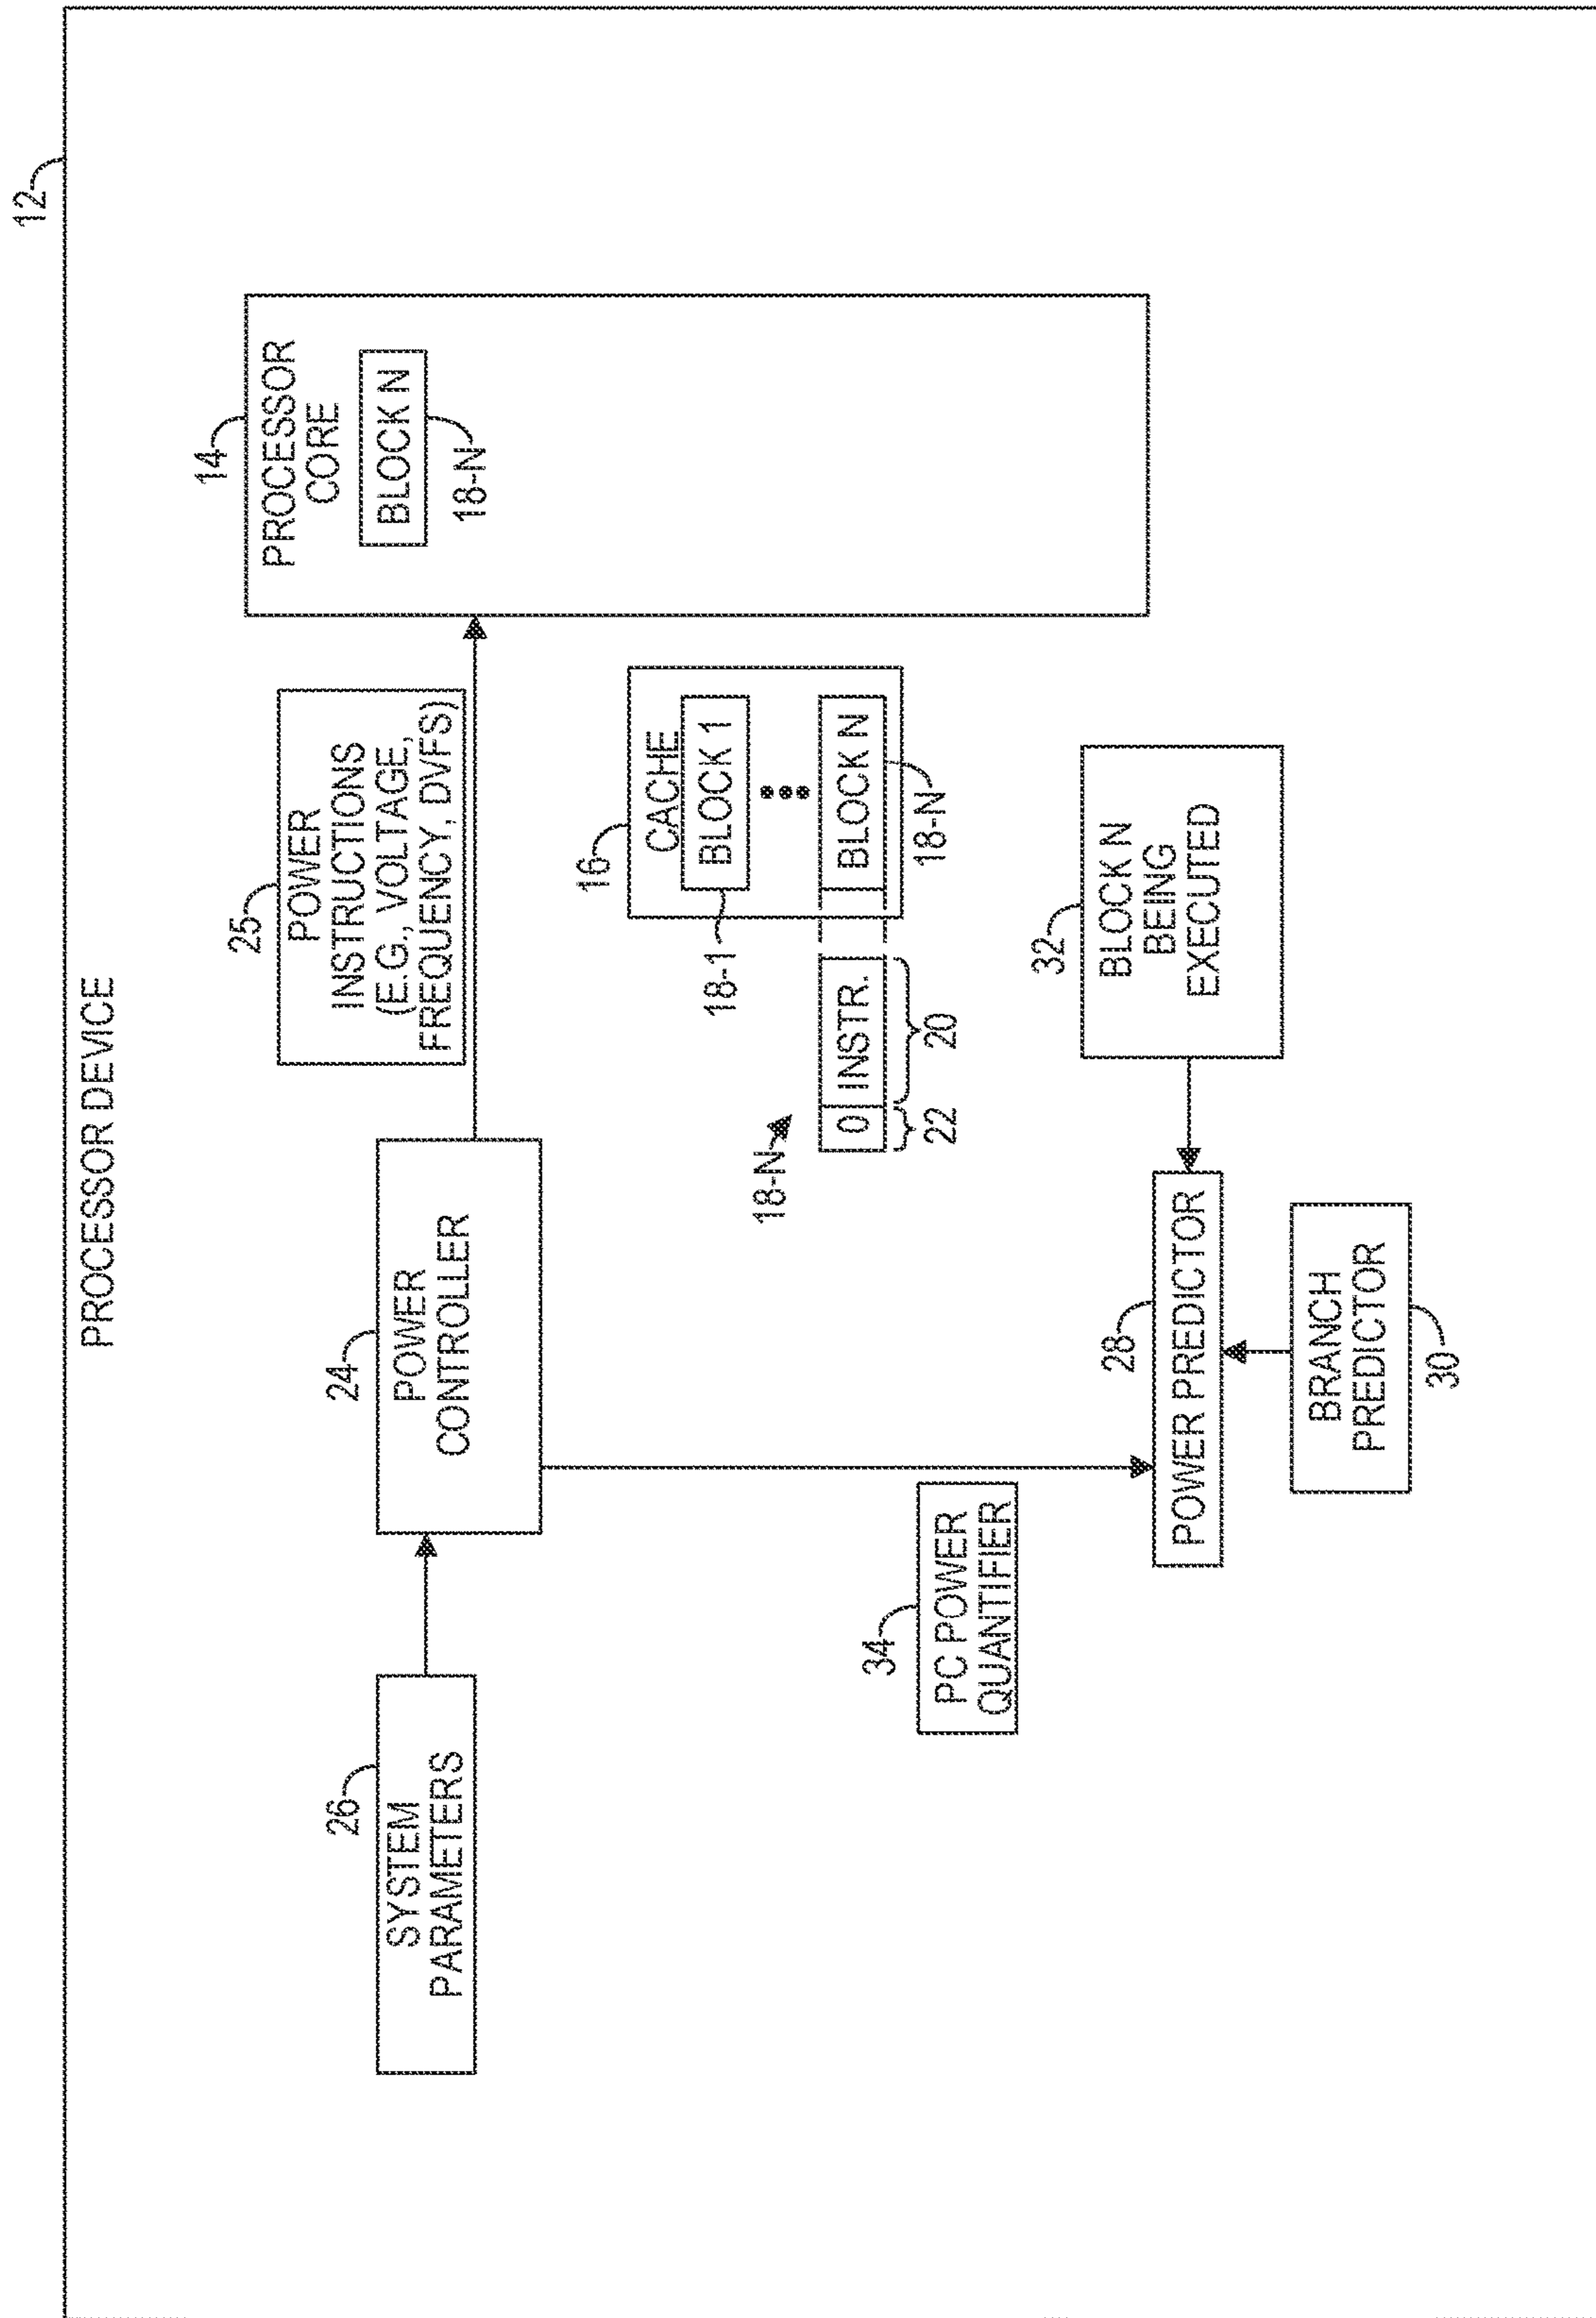 PROCESSOR DEVICE
12
14
PROCESSOR
CORE
BLOCK N
18-N
25
POWER
INSTRUCTIONS
(E.G., VOLTAGE,
FREQUENCY, DVFS)
24
POWER
CONTROLLER
26
SYSTEM
PARAMETERS
16
CACHE
BLOCK 1
18-1
BLOCK N
18-N
18-N
0
INSTR.
22
20
34
PC POWER
QUANTIFIER
32
BLOCK N
BEING
EXECUTED
28
POWER PREDICTOR
BRANCH
PREDICTOR
30